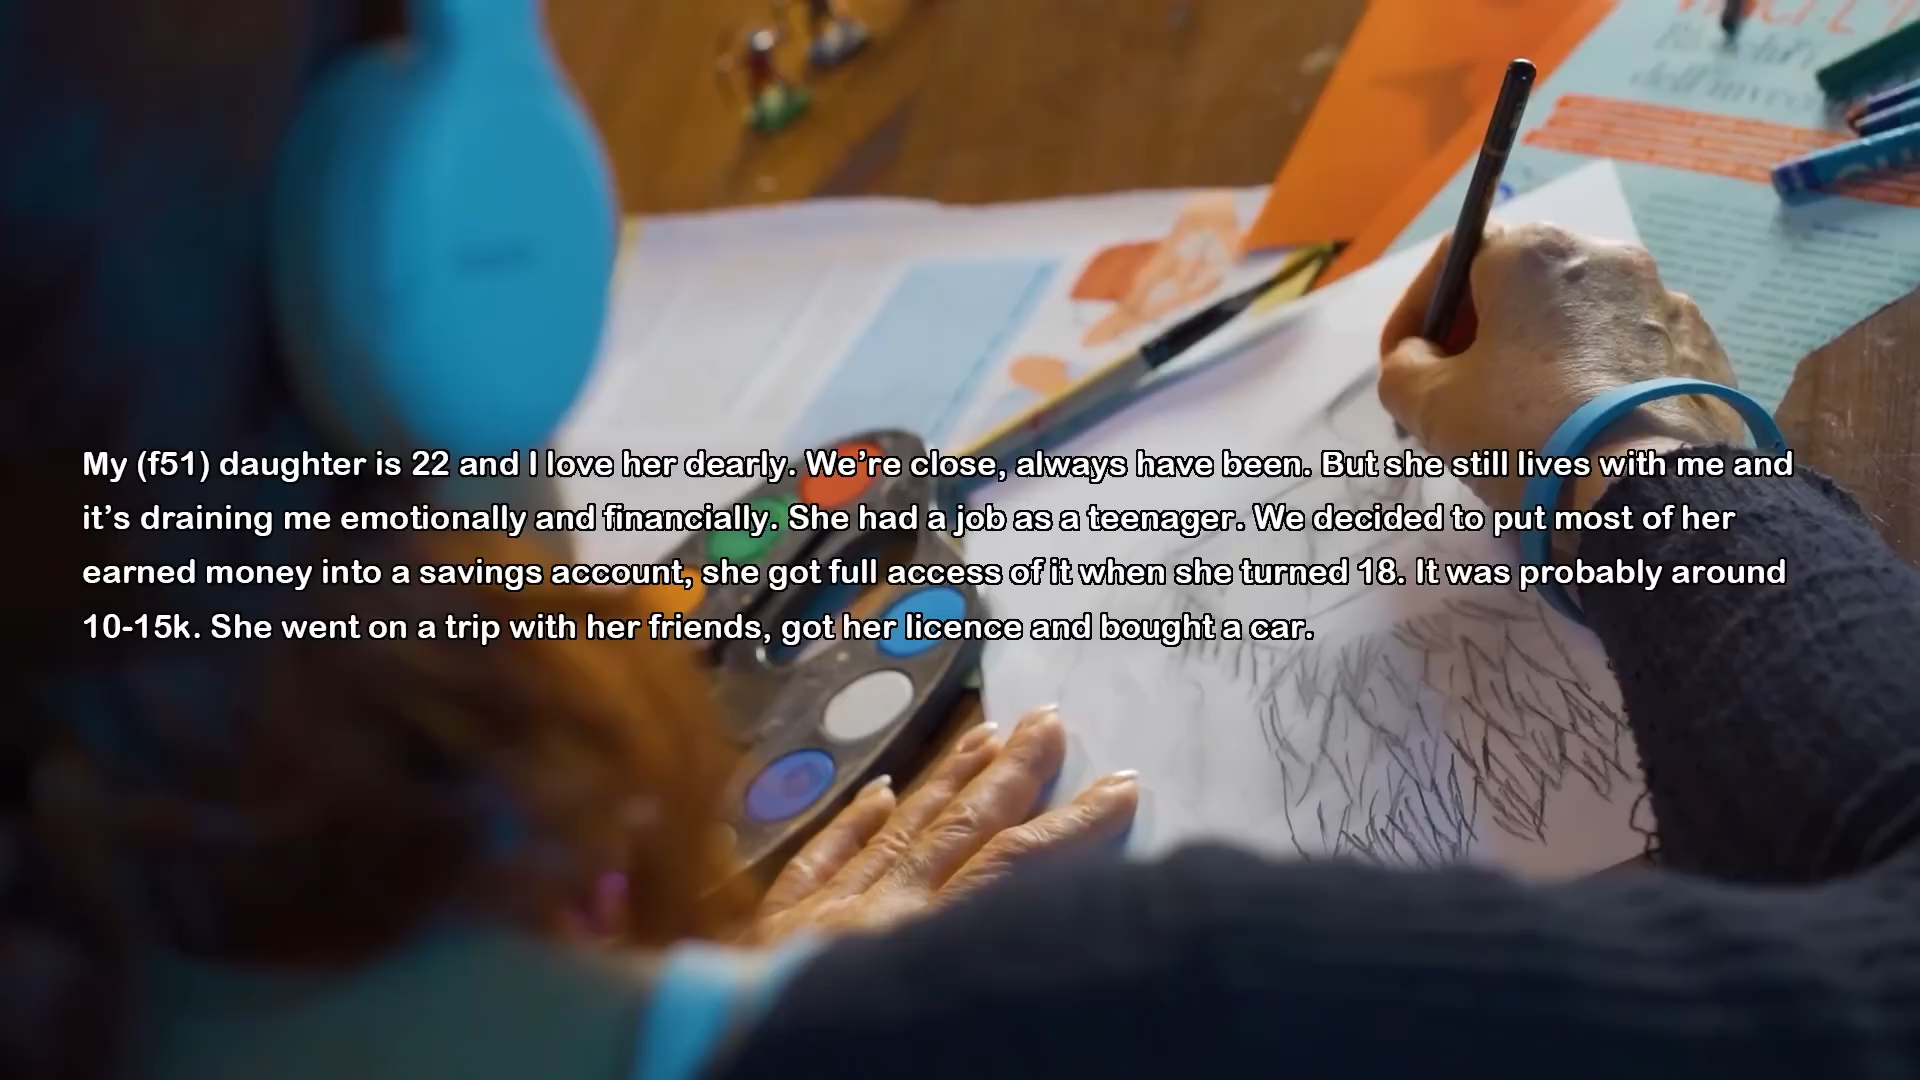 My (f51) daughter is 22 and I love her dearly. We’re close, always have been. But she still lives with me and
it’s draining me emotionally and financially. She had a job as a teenager. We decided to put most of her
earned money into a savings account, she got full access of it when she turned 18. It was probably around
10-15k. She went on a trip with her friends, got her licence and bought a car.